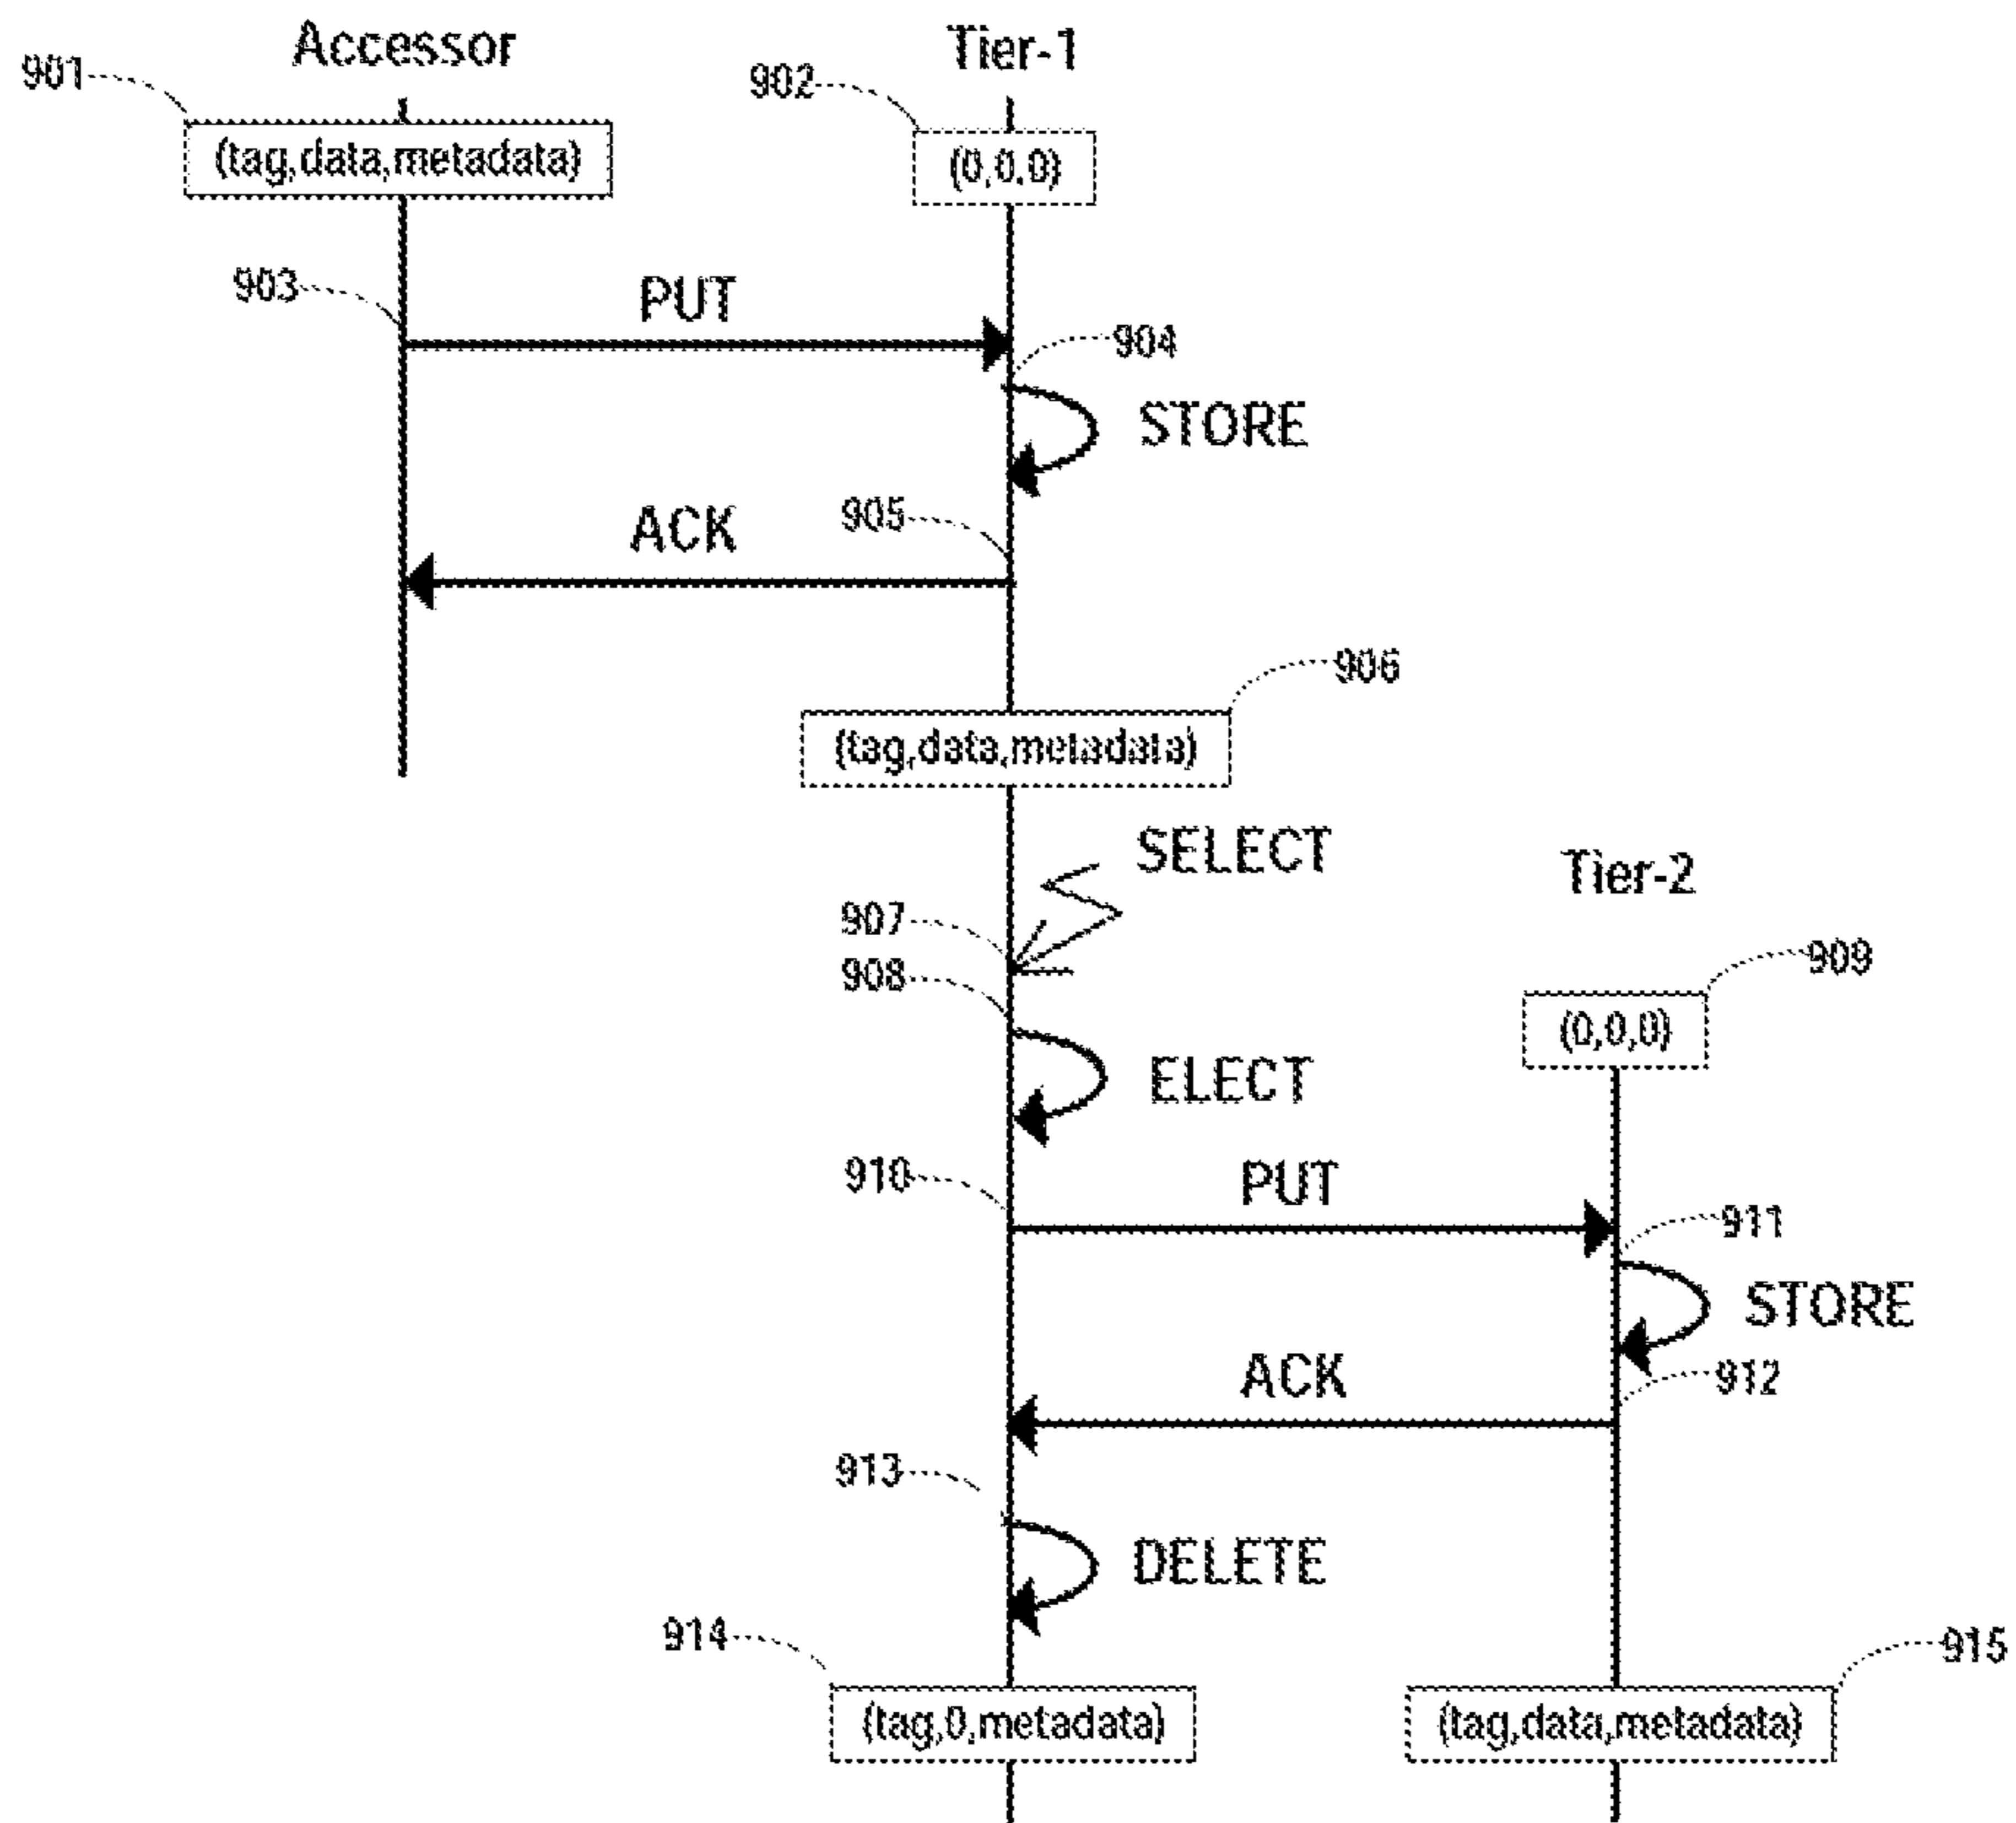 Accessor
Tier-1
901
902
(tag,data,metadata)
(0,0,0)
903
PUT
904
STORE
ACK
905
906
(tag,data,metadata)
SELECT
Tier-2
907
908
909
(0,0,0)
ELECT
910
PUT
911
STORE
ACK
912
913
DELETE
914
915
(tag,0,metadata)
(tag,data,metadata)